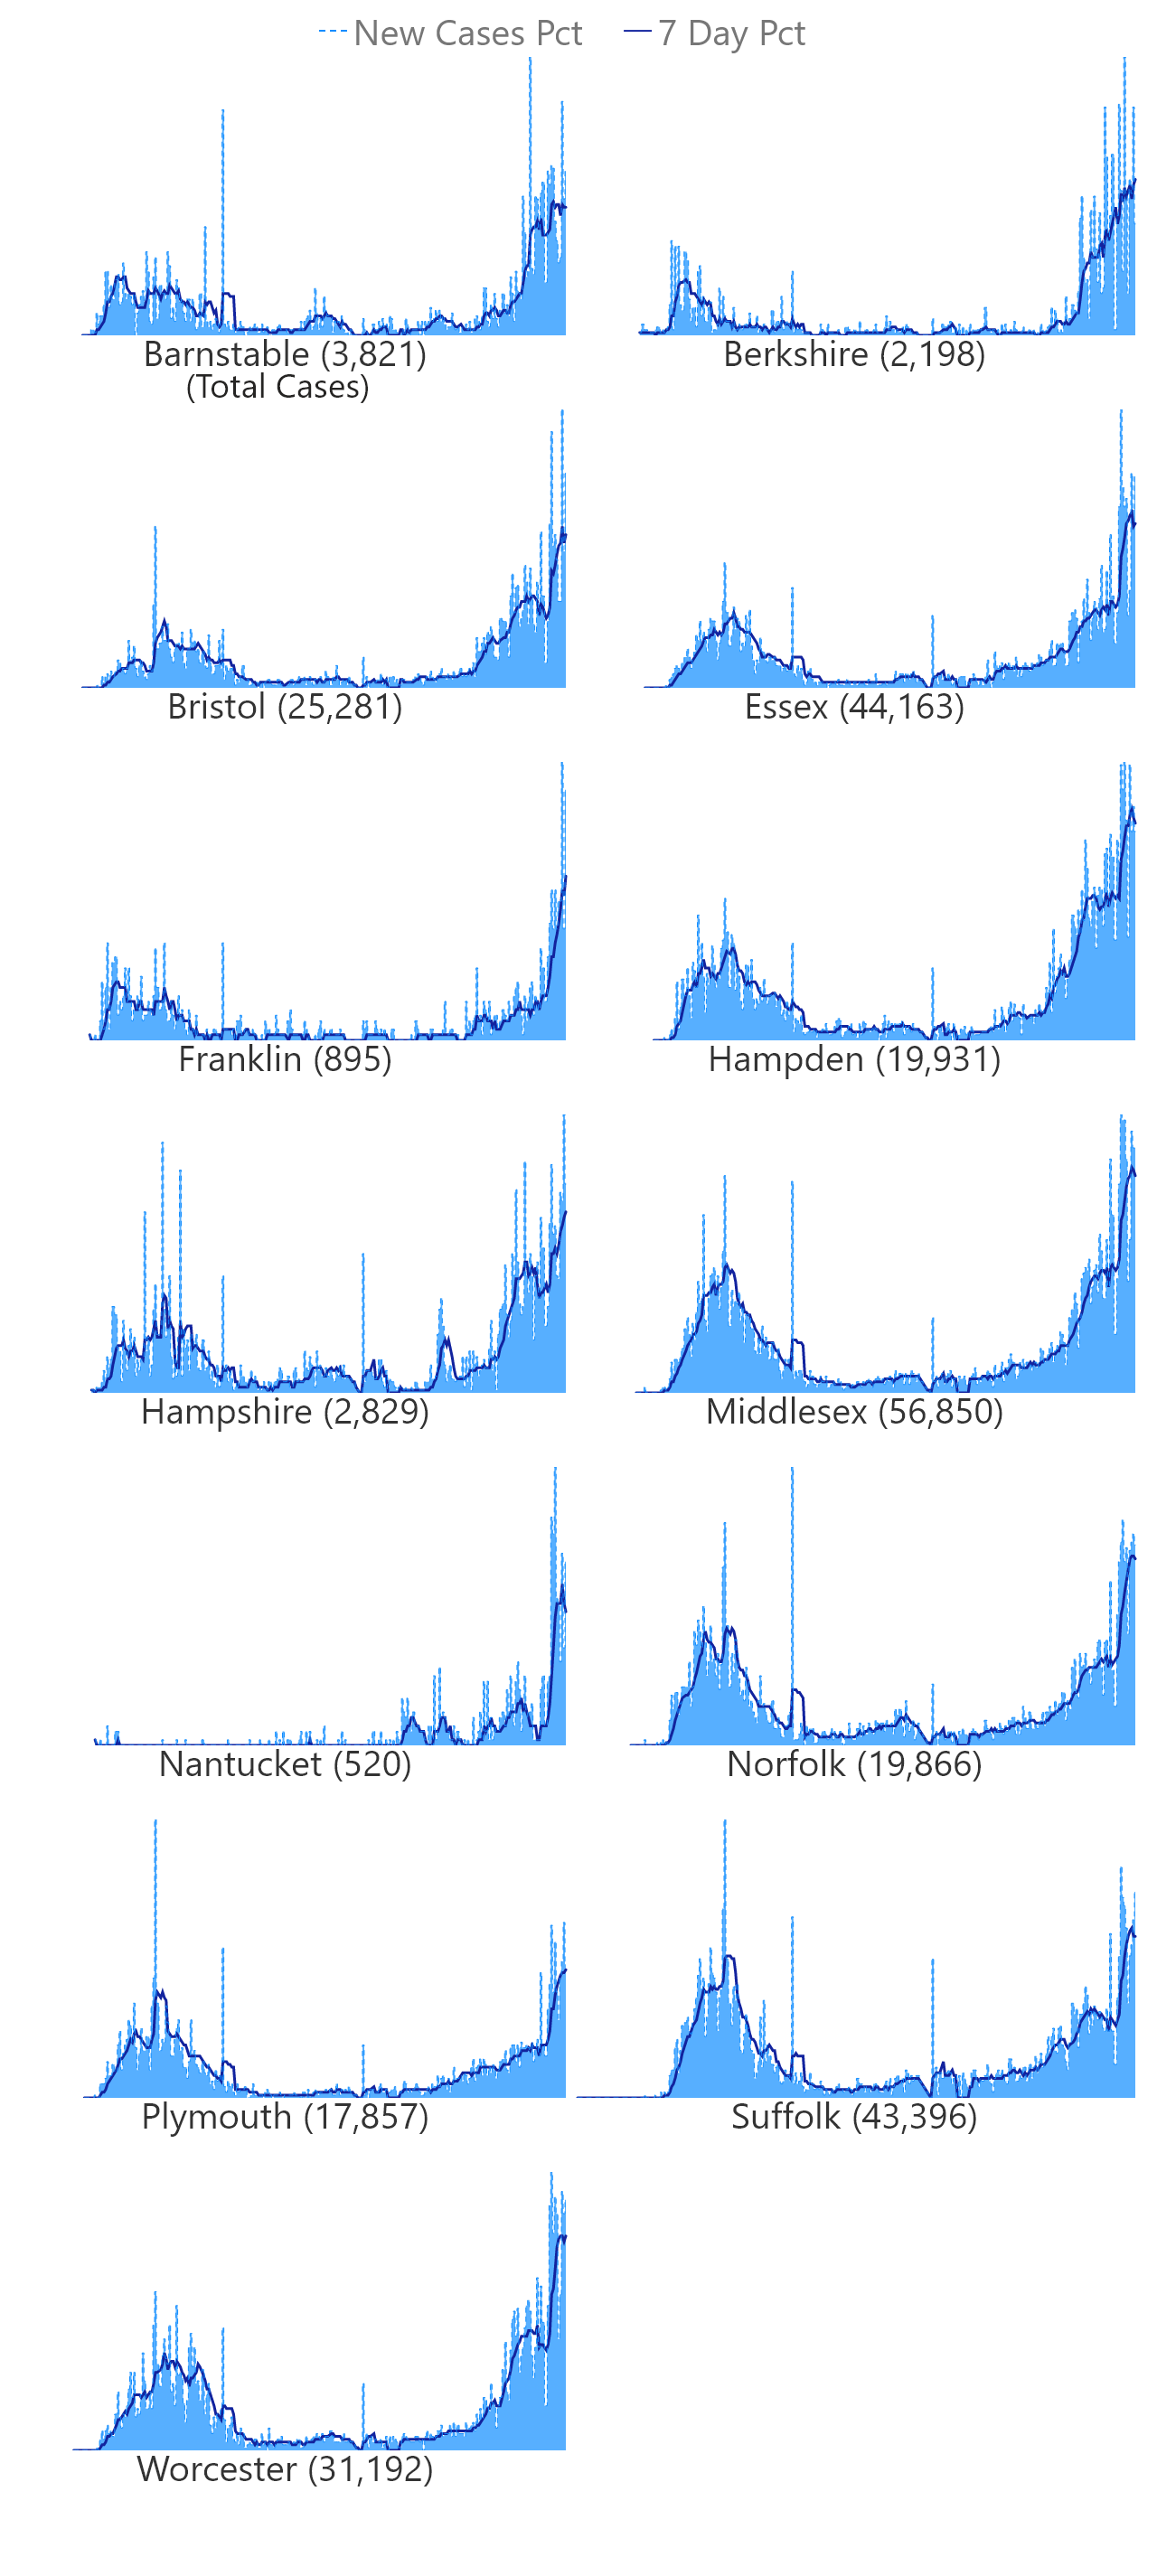 New Cases Pct 7 Day Pct
Barnstable (3,821) Berkshire (2,198)
(Total Cases)
Bristol (25,281) Essex (44,163)
Franklin (895) Hampden (19,931)
Hampshire (2,829) Middlesex (56,850)
Nantucket (520) Norfolk (19,866)
Plymouth (17,857) Suffolk (43,396)
Worcester (31,192)